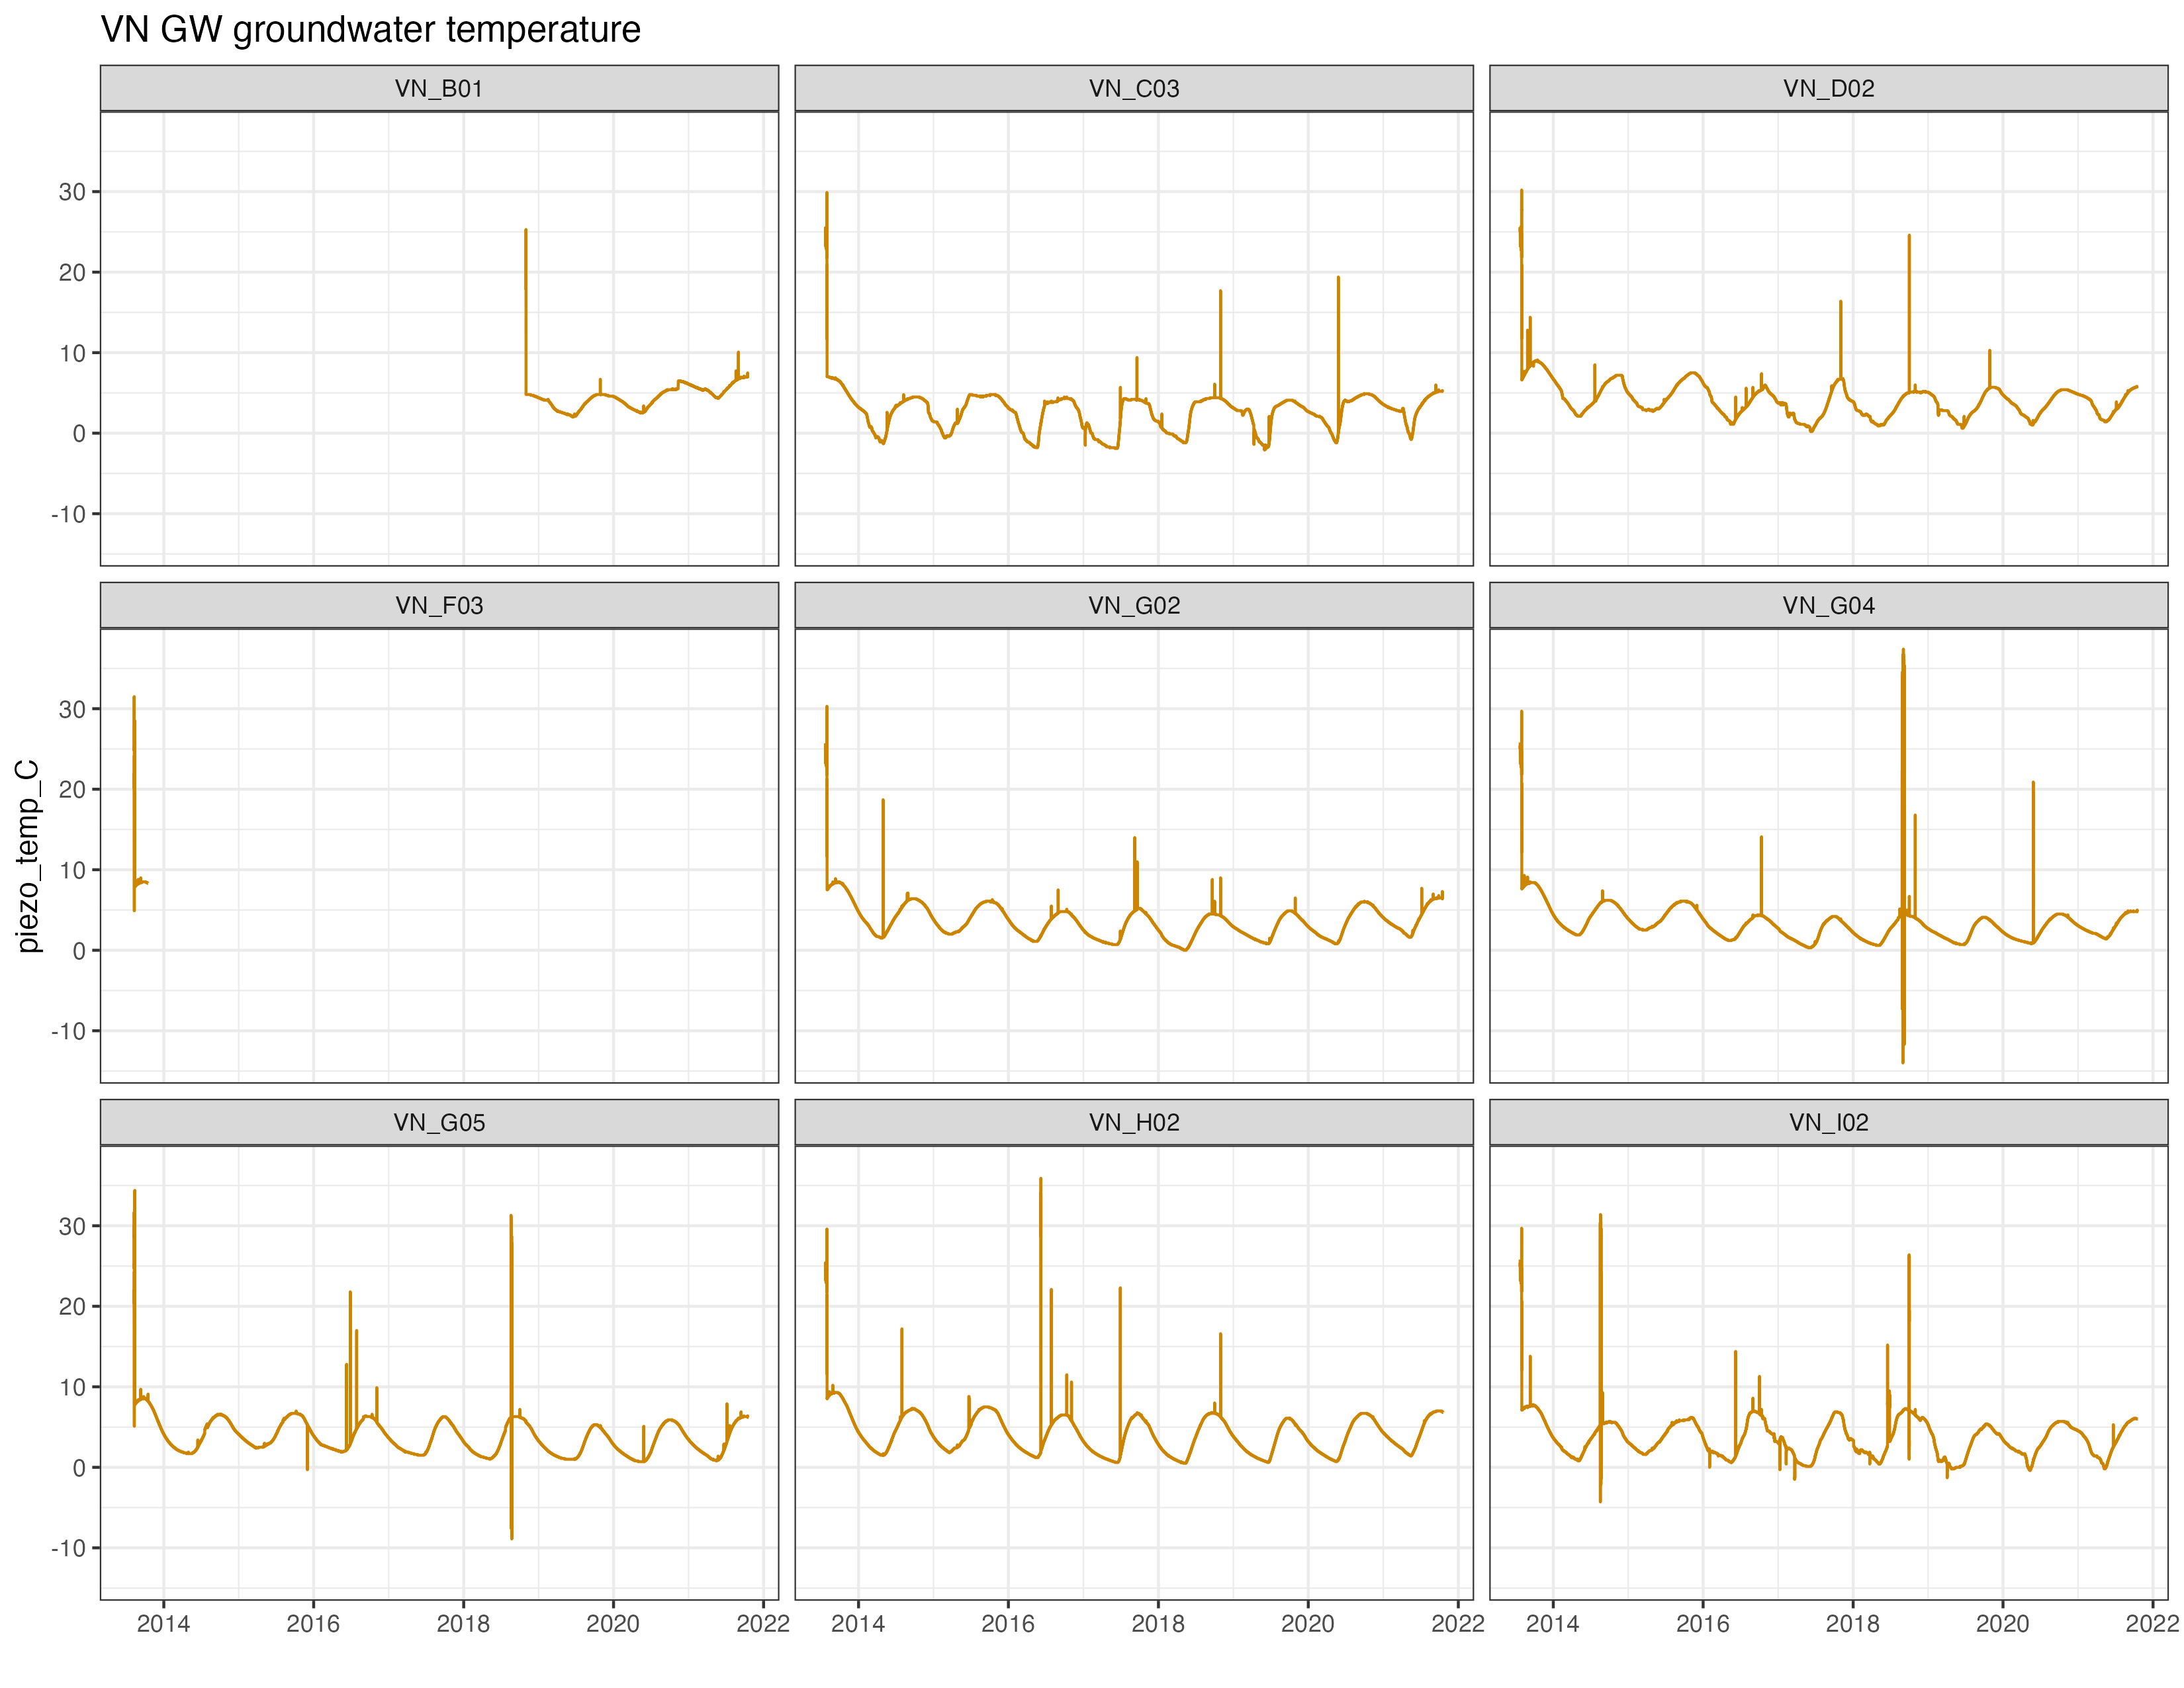 VN GW groundwater temperature
VN_B01 VN_C03 VN_D02
30
20
10
0
-10
VN_F03 VN_G02 VN_G04
30
20
10
0
-10
piezo_temp_C
VN_G05 VN_H02 VN_I02
30
20
10
0
-10
2014 2016 2018 2020 2022 2014 2016 2018 2020 2022 2014 2016 2018 2020 2022